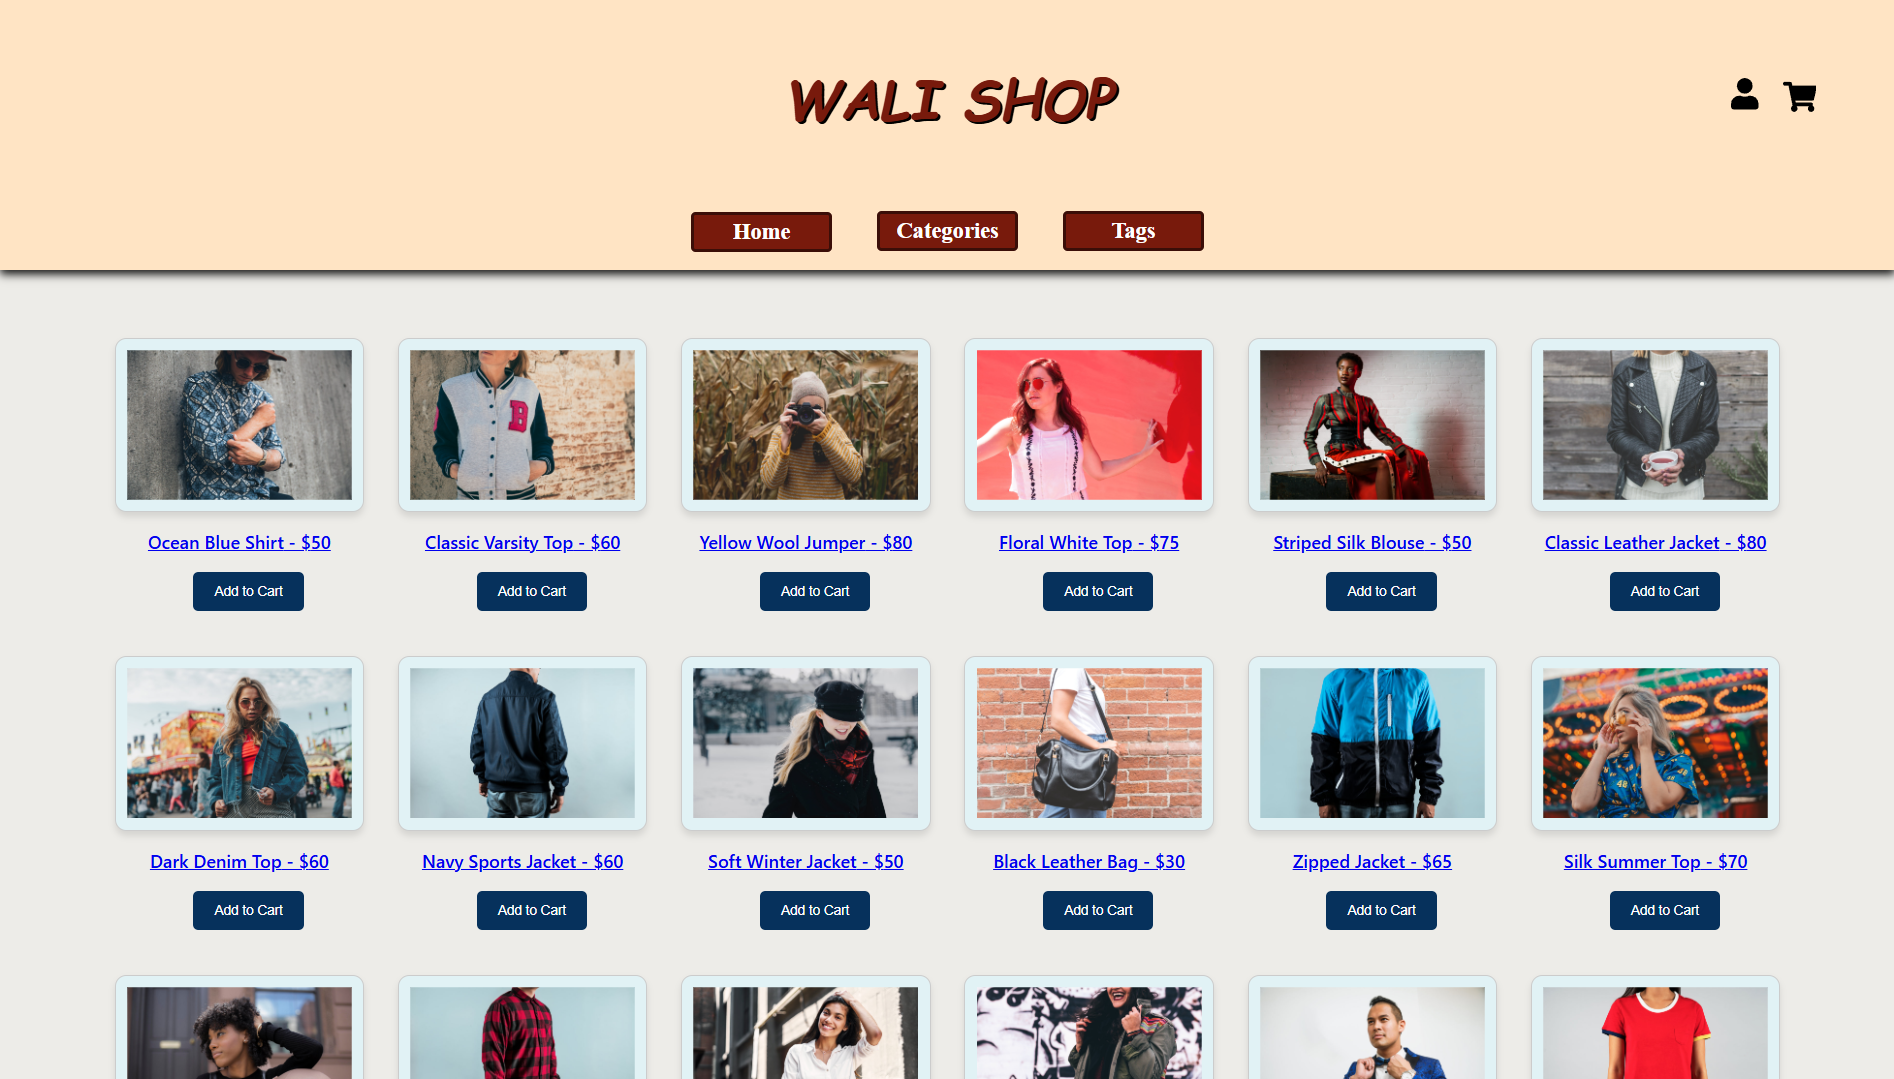 WALI SHOP
Home Categories Tags
B
Ocean Blue Shirt - $50 Classic Varsity Top - $60 Yellow Wool Jumper - $80 Floral White Top - $75 Striped Silk Blouse - $50 Classic Leather Jacket - $80
Add to Cart Add to Cart Add to Cart Add to Cart Add to Cart Add to Cart
Dark Denim Top - $60 Navy Sports Jacket - $60 Soft Winter Jacket - $50 Black Leather Bag - $30 Zipped Jacket - $65 Silk Summer Top - $70
Add to Cart Add to Cart Add to Cart Add to Cart Add to Cart Add to Cart